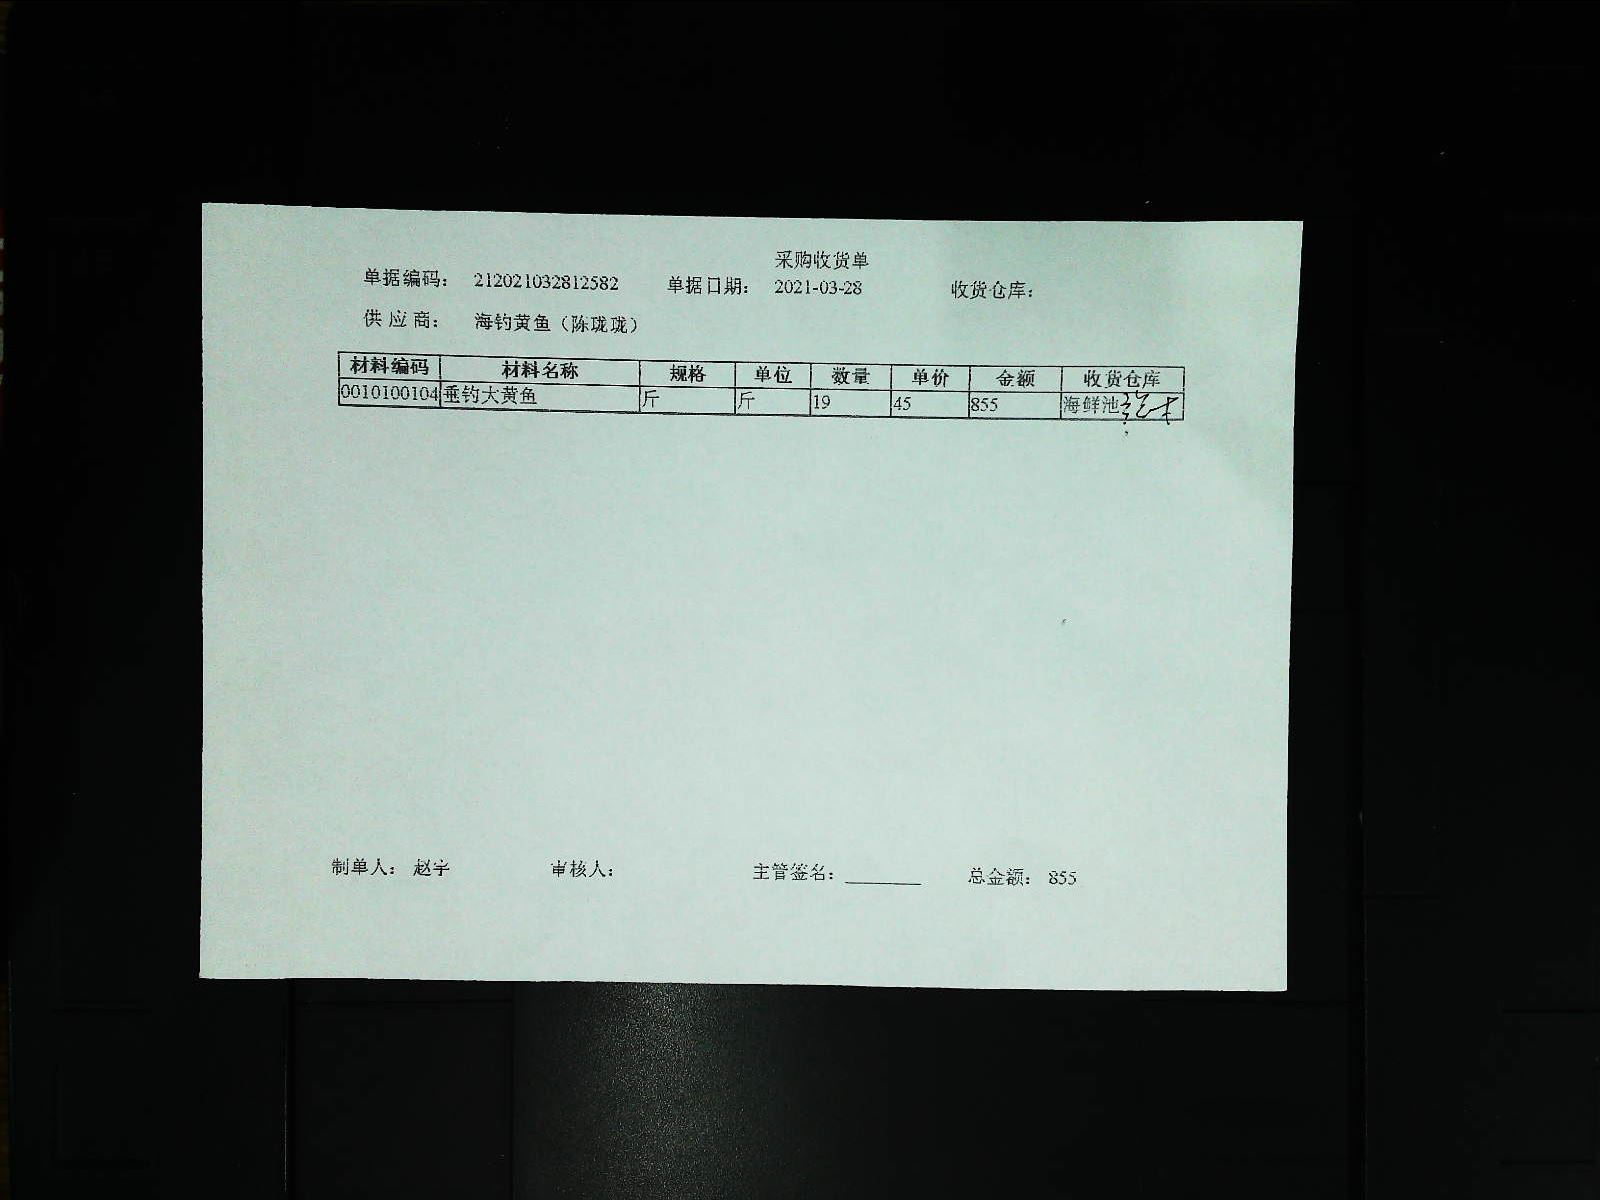 采购收货单
单据编码： 212021032812582 单据日期： 2021-03-28 收货仓库：
供 应 商： 海钓黄鱼（陈珑珑）
材料编码 材料名称 规格 单位 数量 单价 金额 收货仓库
0010100104 垂钓大黄鱼 斤 斤 19 45 855 海鲜池
制单人： 赵宇 审核人： 主管签名：________ 总金额： 855